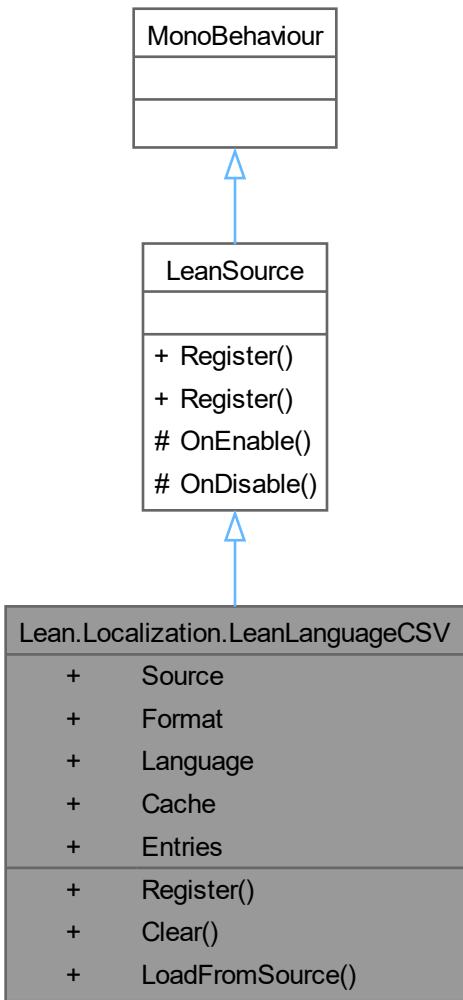 MonoBehaviour
LeanSource
+ Register()
+ Register()
# OnEnable()
# OnDisable()
Lean.Localization.LeanLanguageCSV
+ Source
+ Format
+ Language
+ Cache
+ Entries
+ Register()
+ Clear()
+ LoadFromSource()